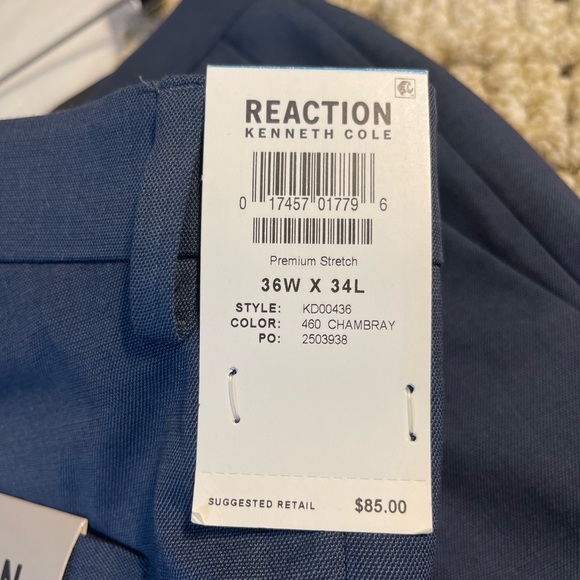 REACTION
KENNETH COLE
0 17457 01779 6
Premium Stretch
36W X 34L
STYLE: KD00436
COLOR: 460 CHAMBRAY
PO: 2503938
SUGGESTED RETAIL $85.00
N